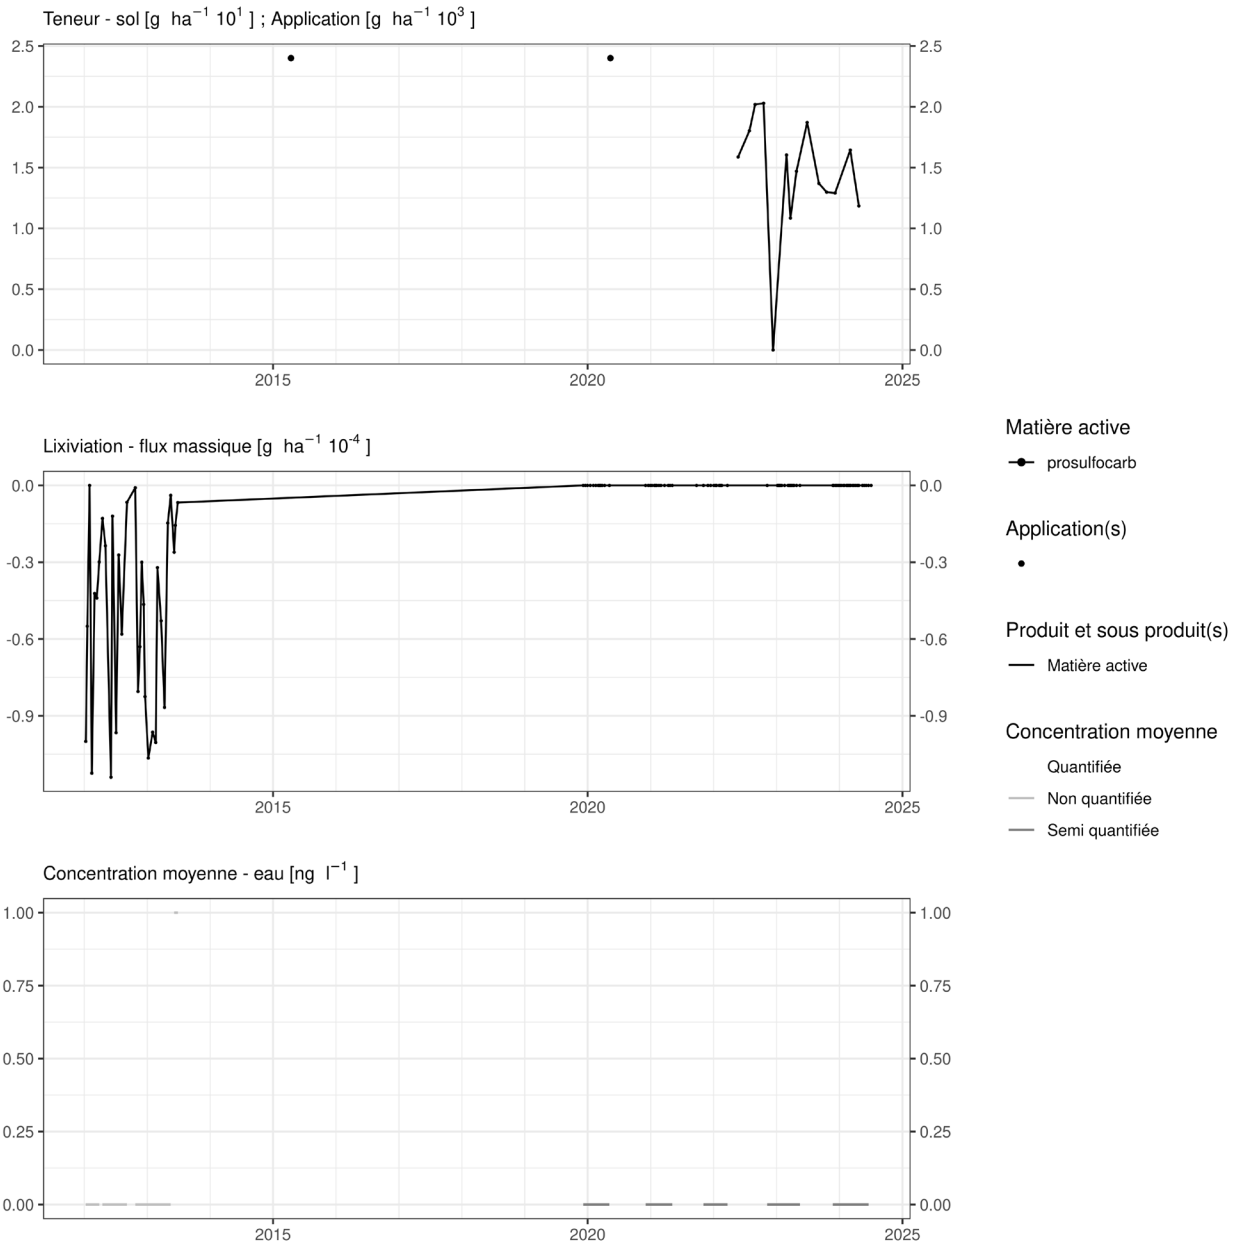 Teneur - sol [g ha⁻¹ 10¹ ] ; Application [g ha⁻¹ 10³ ]
2.5 2.5
2.0 2.0
1.5 1.5
1.0 1.0
0.5 0.5
0.0 0.0
2015 2020 2025
Lixiviation - flux massique [g ha⁻¹ 10⁻⁴ ]
0.0 0.0
-0.3 -0.3
-0.6 -0.6
-0.9 -0.9
2015 2020 2025
Concentration moyenne - eau [ng l⁻¹ ]
1.00 1.00
0.75 0.75
0.50 0.50
0.25 0.25
0.00 0.00
2015 2020 2025
Matière active
prosulfocarb
Application(s)
Produit et sous produit(s)
Matière active
Concentration moyenne
Quantifiée
Non quantifiée
Semi quantifiée